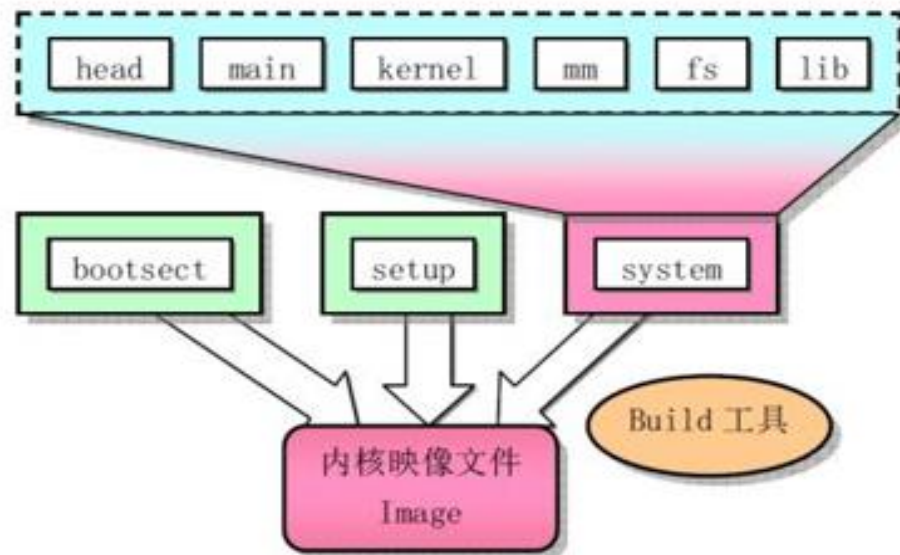 head main kernel mm fs lib
bootsect setup system
Build 工具
内核映像文件
Image